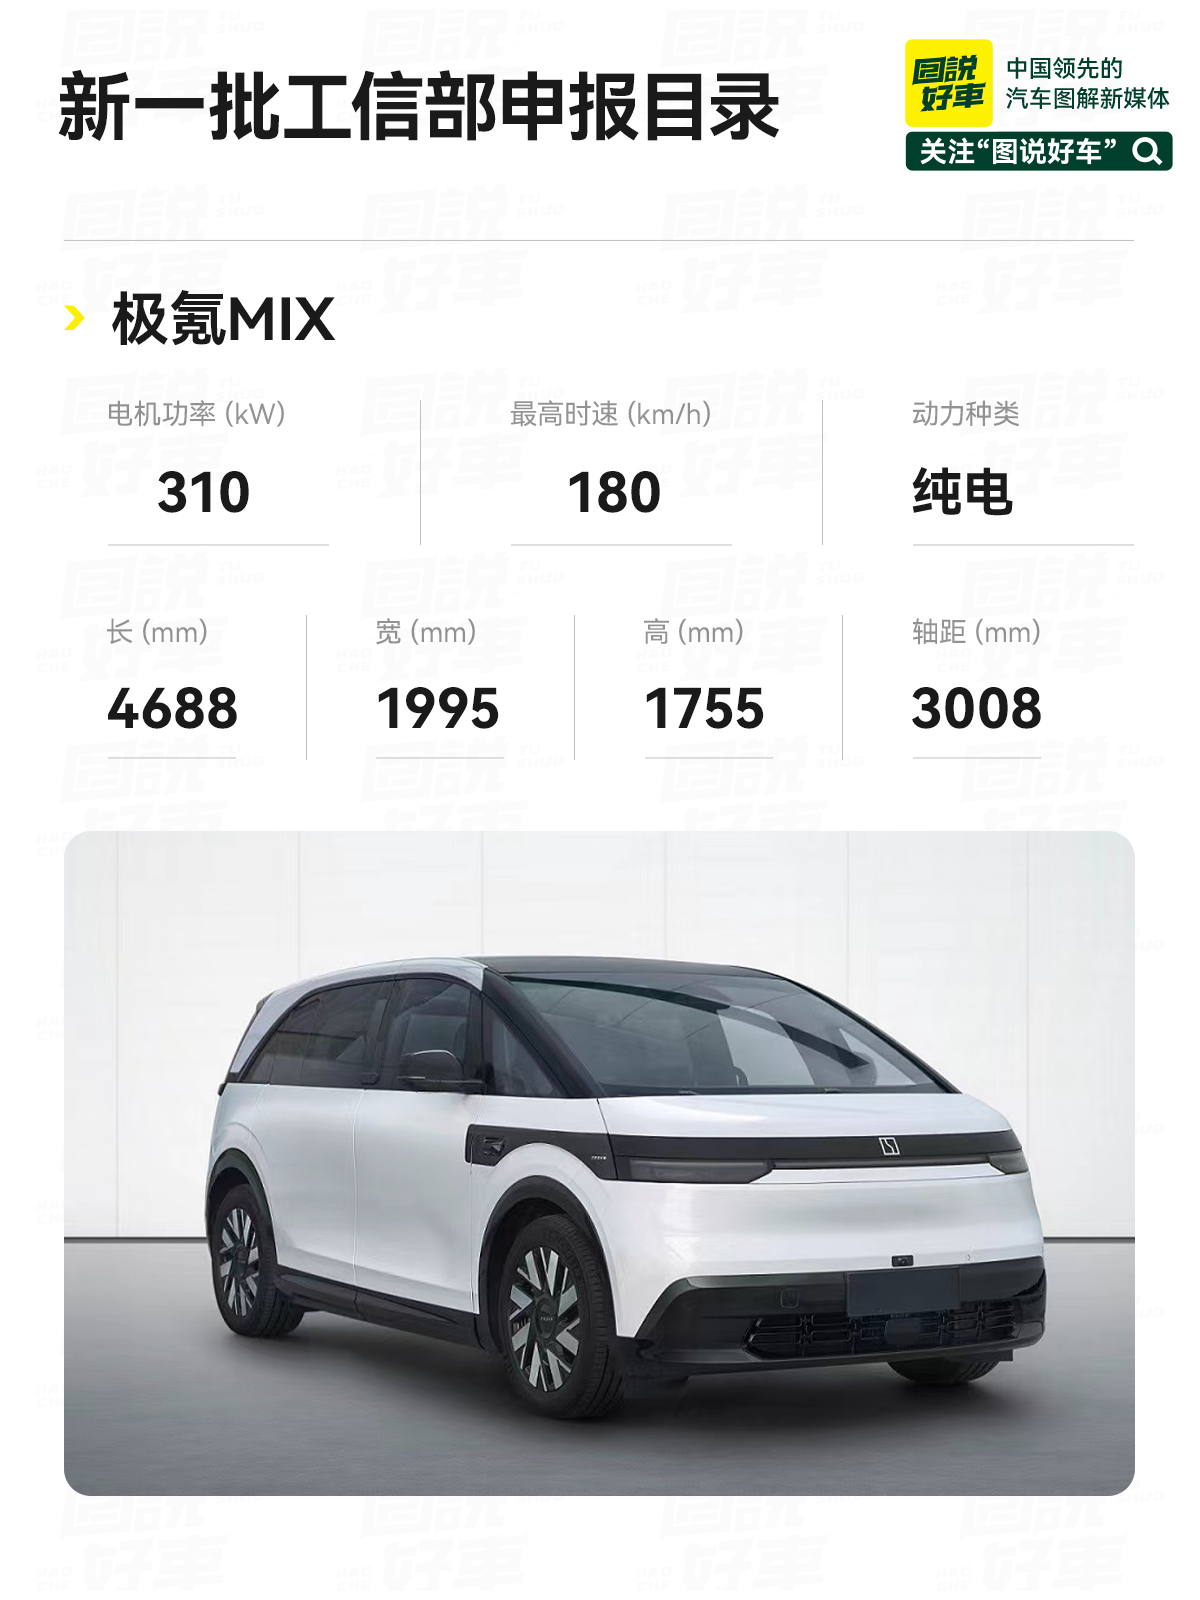 新一批工信部申报目录
图説
好車
中国领先的
汽车图解新媒体
关注“图说好车”
极氪MIX
电机功率 (kW)
310
最高时速 (km/h)
180
动力种类
纯电
长 (mm)
4688
宽 (mm)
1995
高 (mm)
1755
轴距 (mm)
3008